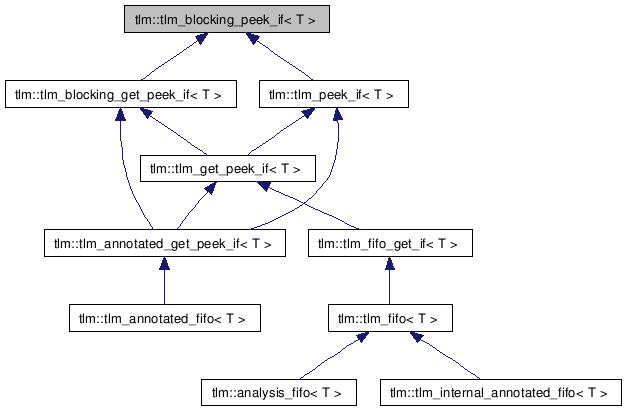 tlm::tlm_blocking_peek_if< T >
tlm::tlm_blocking_get_peek_if< T >
tlm::tlm_peek_if< T >
tlm::tlm_get_peek_if< T >
tlm::tlm_annotated_get_peek_if< T >
tlm::tlm_fifo_get_if< T >
tlm::tlm_annotated_fifo< T >
tlm::tlm_fifo< T >
tlm::analysis_fifo< T >
tlm::tlm_internal_annotated_fifo< T >